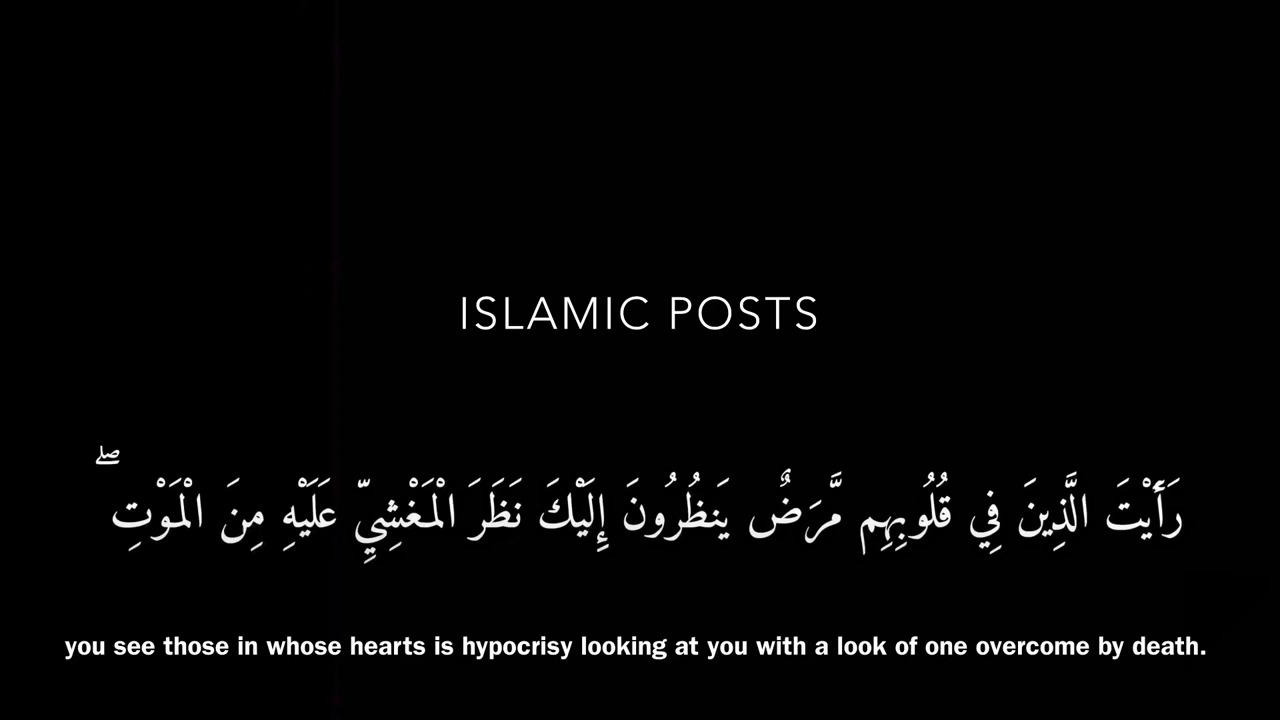 ISLAMIC POSTS
رَأَيْتَ الَّذِينَ فِي قُلُوبِهِم مَّرَضٌ يَنظُرُونَ إِلَيْكَ نَظَرَ الْمَغْشِيِّ عَلَيْهِ مِنَ الْمَوْتِ ۖ
you see those in whose hearts is hypocrisy looking at you with a look of one overcome by death.